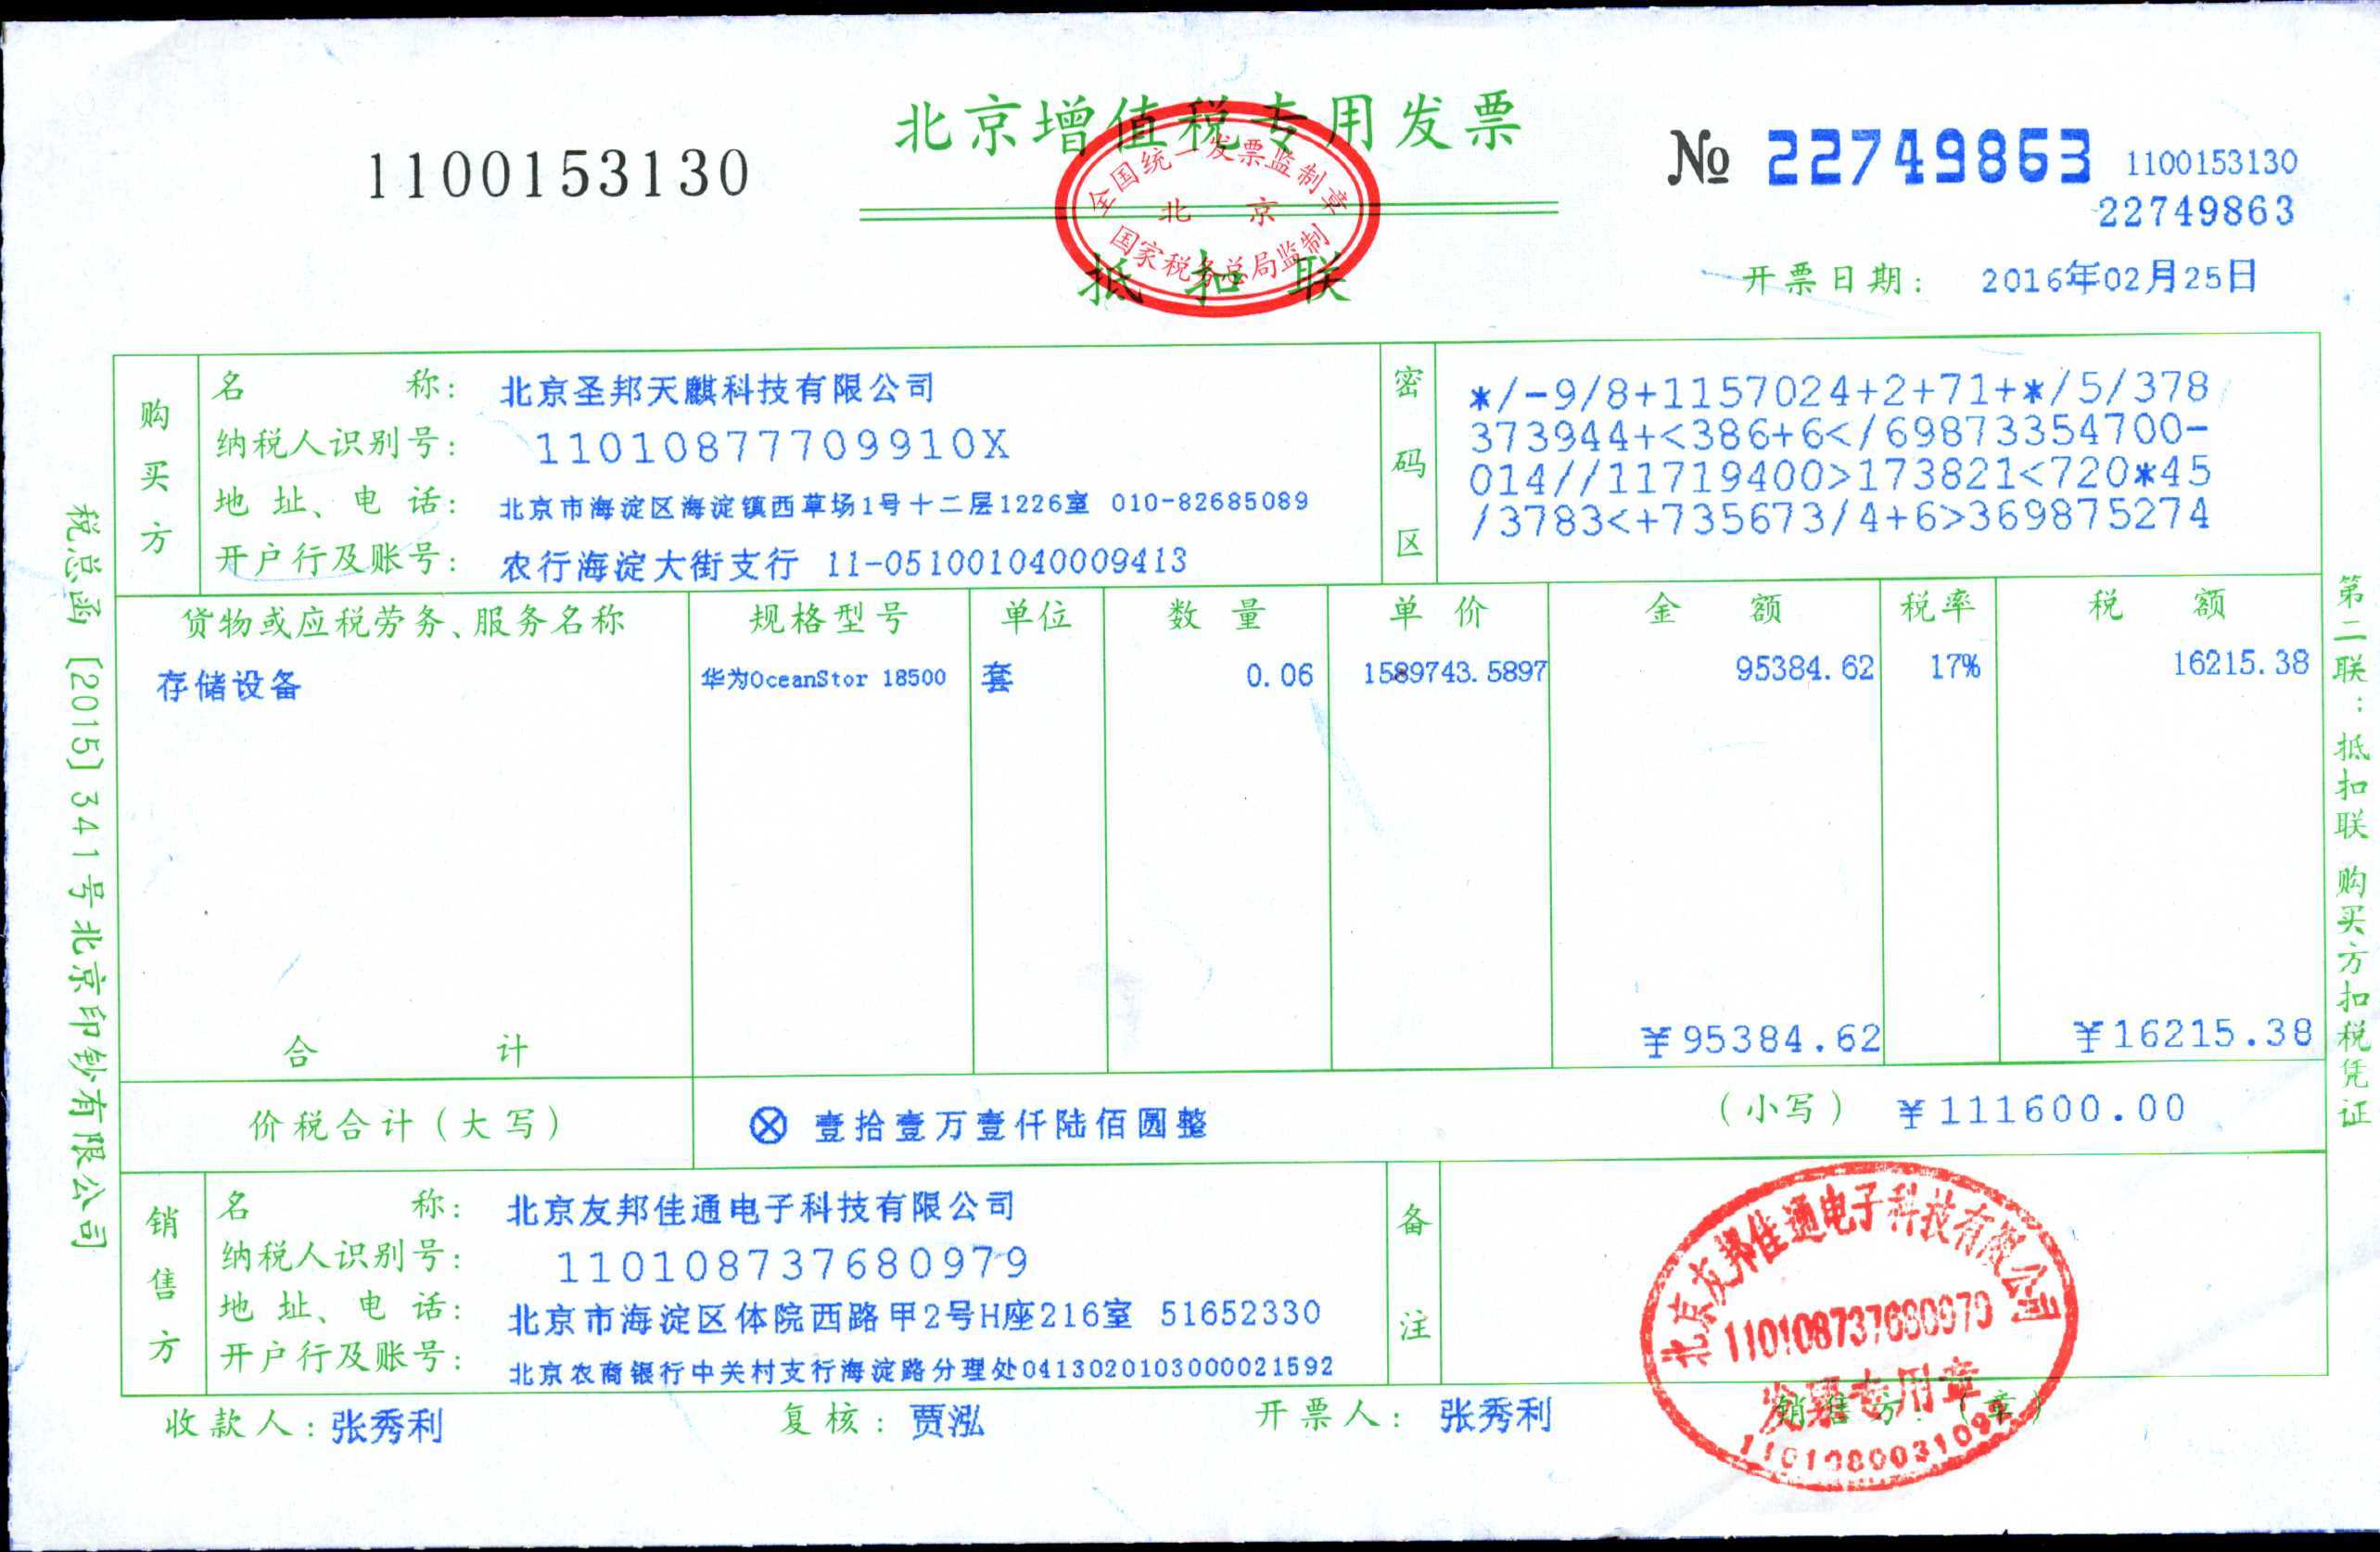 北京增值税专用发票
1100153130
№ 22749863 1100153130
22749863
全国统一发票监制章
北京
国家税务总局监制
抵扣联
开票日期： 2016年02月25日
购买方
名称： 北京圣邦天麒科技有限公司
纳税人识别号： 11010877709910X
地址、电话： 北京市海淀区海淀镇西草场1号十二层1226室 010-82685089
开户行及账号： 农行海淀大街支行 11-051001040009413
密码区
*/-9/8+1157024+2+71+*/5/378
373944+<386+6</69873354700-
014//11719400>173821<720*45
/3783<+735673/4+6>369875274
货物或应税劳务、服务名称 规格型号 单位 数量 单价 金额 税率 税额
存储设备 华为OceanStor 18500 套 0.06 1589743.5897 95384.62 17% 16215.38
合计 ￥95384.62 ￥16215.38
价税合计（大写） ⊗ 壹拾壹万壹仟陆佰圆整 （小写） ￥111600.00
销售方
名称： 北京友邦佳通电子科技有限公司
纳税人识别号： 110108737680979
地址、电话： 北京市海淀区体院西路甲2号H座216室 51652330
开户行及账号： 北京农商银行中关村支行海淀路分理处0413020103000021592
备注
北京友邦佳通电子科技有限公司
110108737680979
发票专用章
收款人：张秀利 复核：贾泓 开票人：张秀利 销售方：（章）
税总函［2015］341号北京印钞有限公司
第二联：抵扣联 购买方扣税凭证